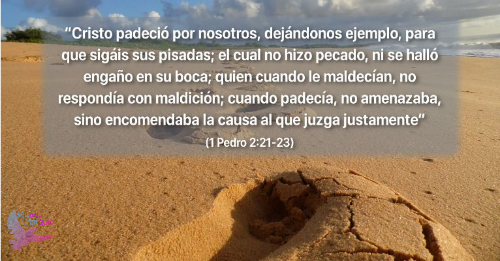 “Cristo padeció por nosotros, dejándonos ejemplo, para
que sigáis sus pisadas; el cual no hizo pecado, ni se halló
engaño en su boca; quien cuando le maldecían, no
respondía con maldición; cuando padecía, no amenazaba,
sino encomendaba la causa al que juzga justamente”
(1 Pedro 2:21-23)